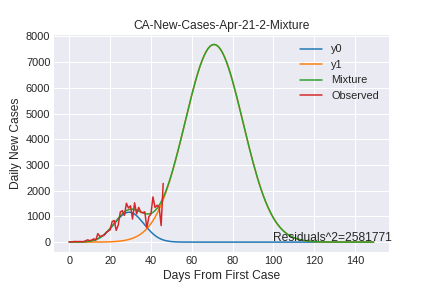 CA-New-Cases-Apr-21-2-Mixture
8000
7000
6000
5000
4000
3000
2000
1000
0
Daily New Cases
y0
y1
Mixture
Observed
Residuals^2=2581771
0 20 40 60 80 100 120 140
Days From First Case